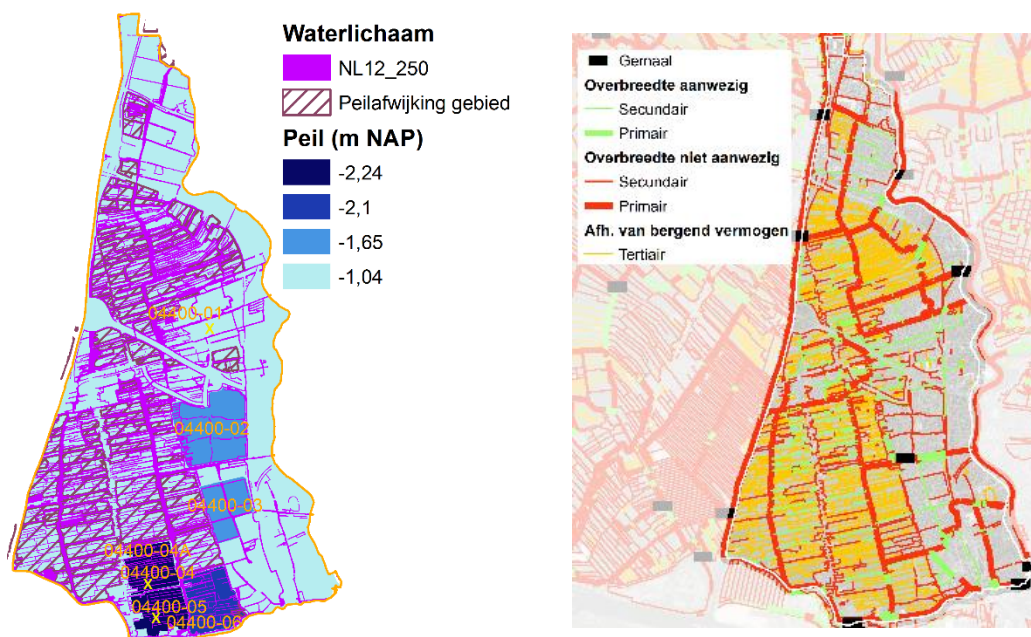 Waterlichaam
NL12_250
Peilafwijking gebied
Peil (m NAP)
-2,24
-2,1
-1,65
-1,04
04400-01
04400-02
04400-03
04400-04A
04400-04
04400-05
04400-06
Gemaal
Overbreedte aanwezig
Secundair
Primair
Overbreedte niet aanwezig
Secundair
Primair
Afh. van bergend vermogen
Tertiair